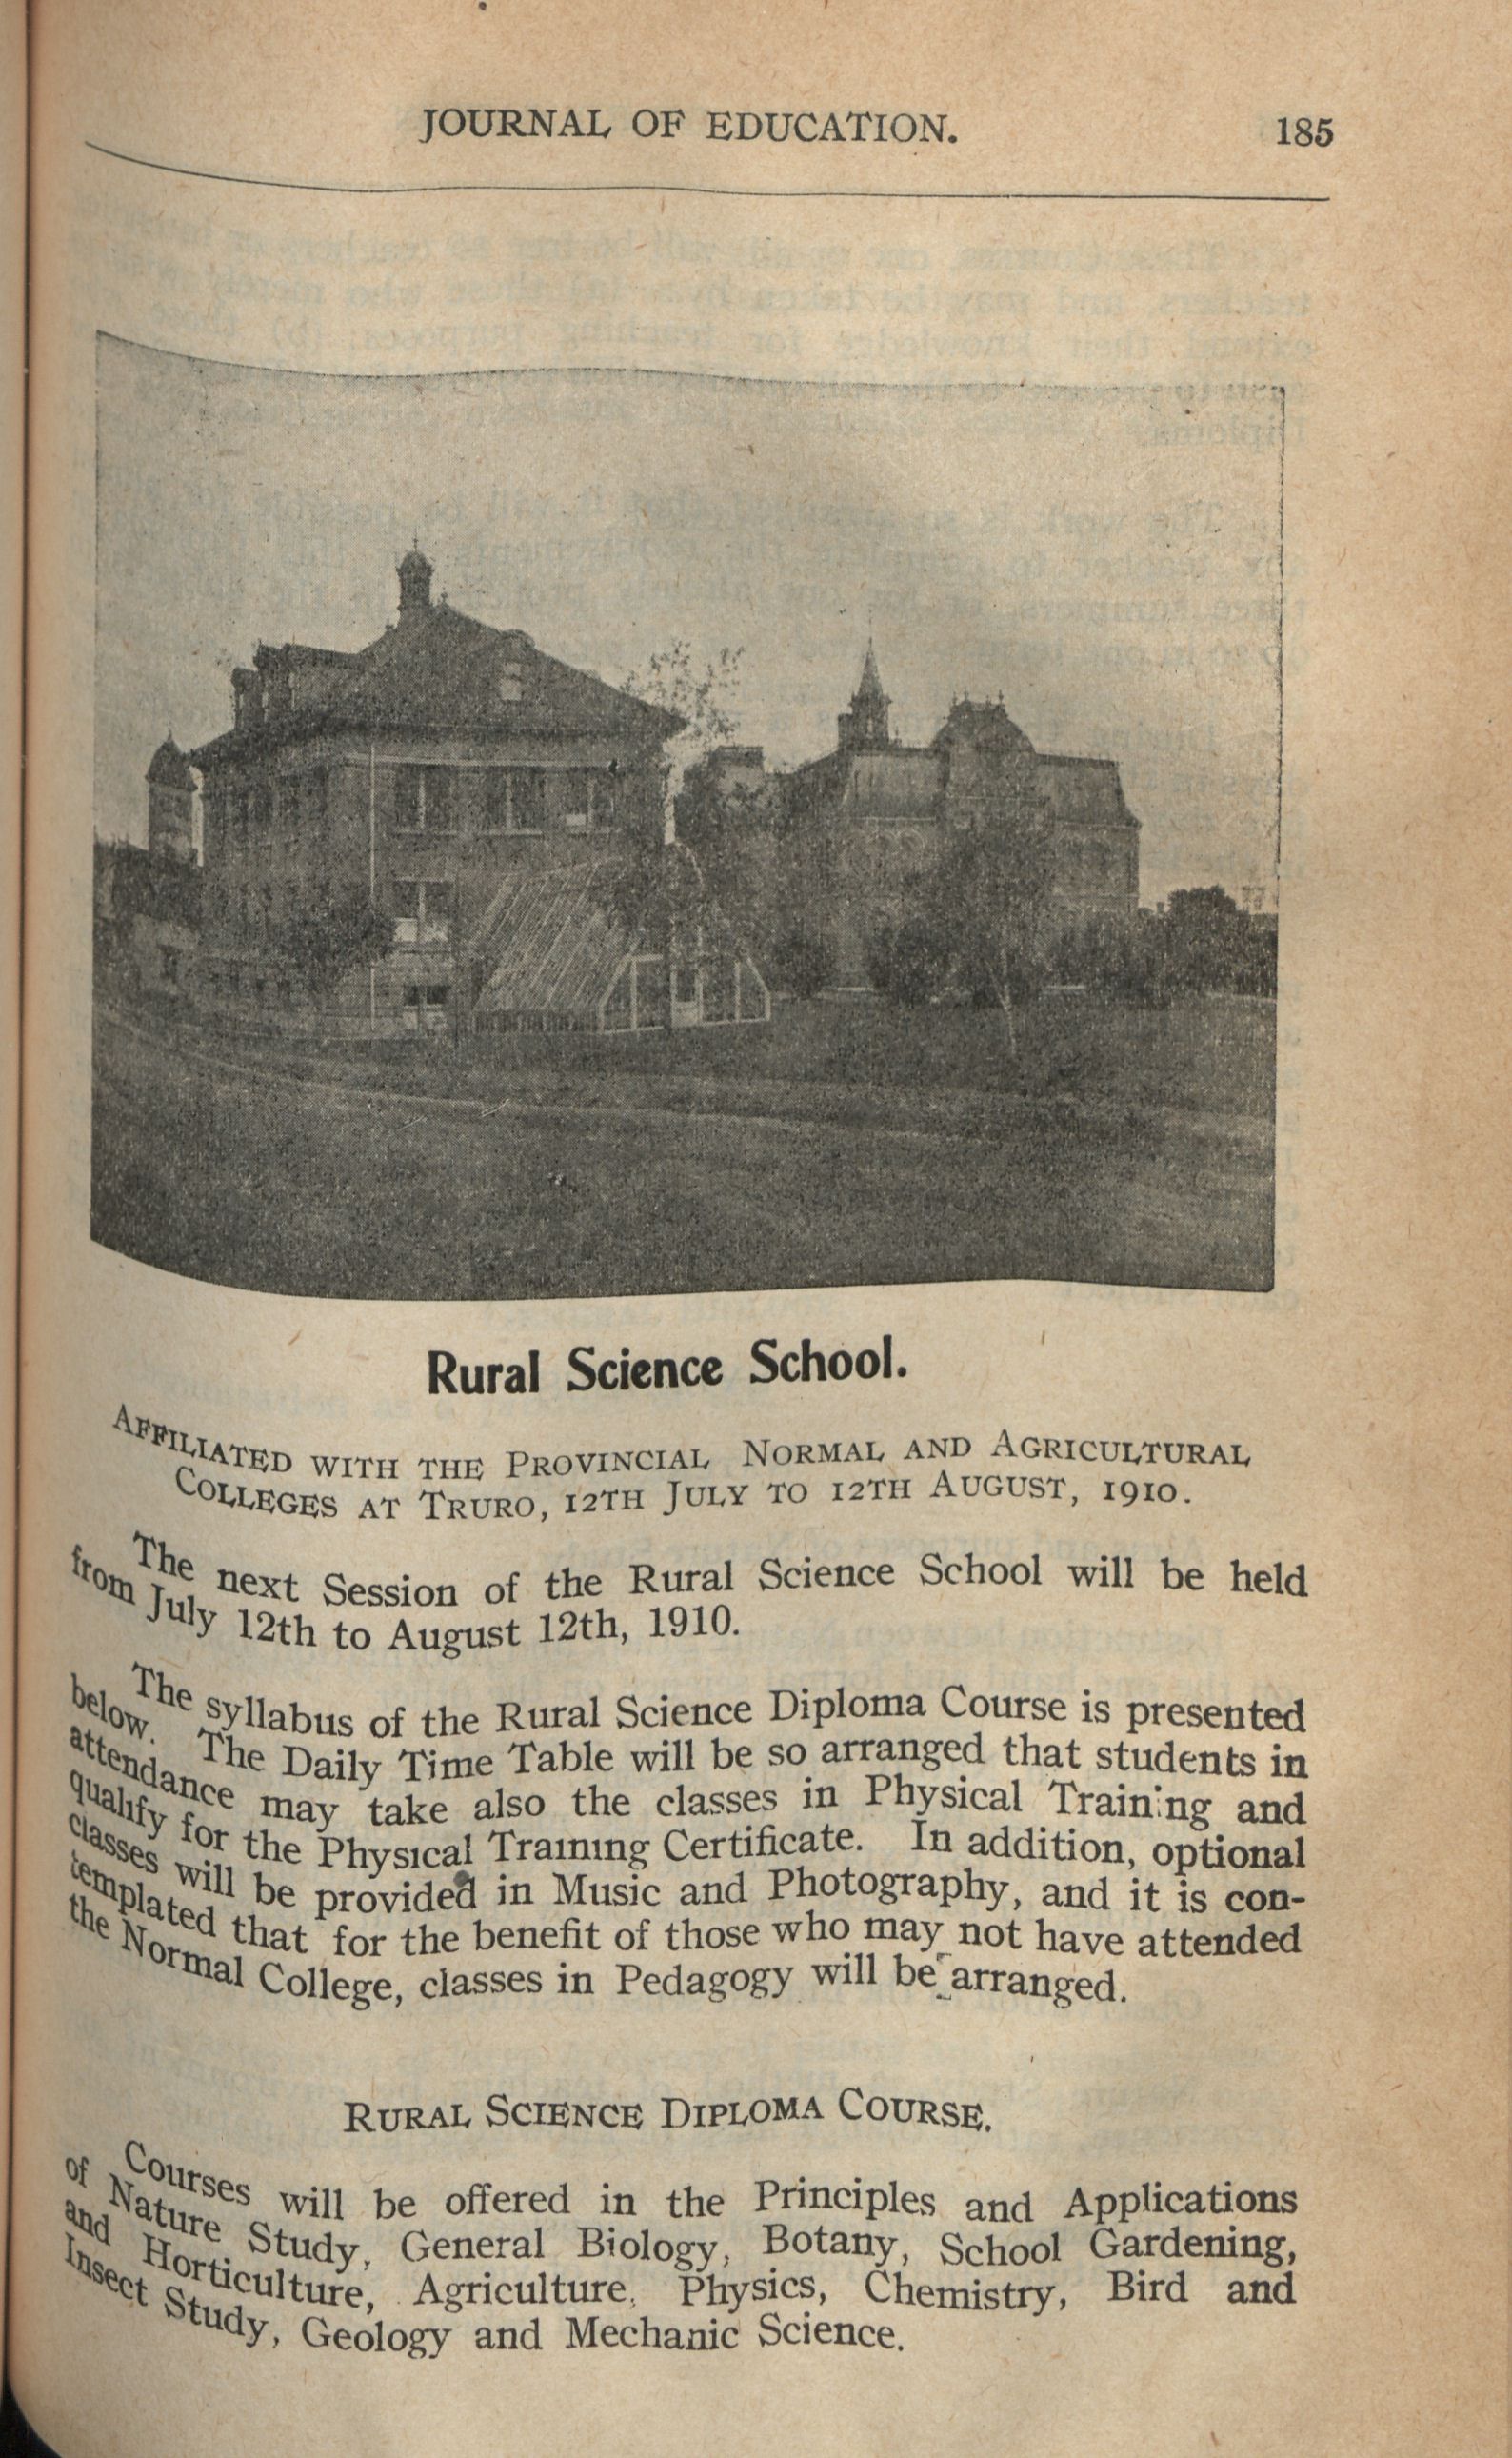 JOURNAL OF EDUCATION. 185
Rural Science School.
AFFILIATED WITH THE PROVINCIAL NORMAL AND AGRICULTURAL
COLLEGES AT TRURO, 12TH JULY TO 12TH AUGUST, 1910.
The next Session of the Rural Science School will be held
from July 12th to August 12th, 1910.
The syllabus of the Rural Science Diploma Course is presented
below. The Daily Time Table will be so arranged that students in
attendance may take also the classes in Physical Training and
qualify for the Physical Training Certificate. In addition, optional
classes will be provided in Music and Photography, and it is con-
templated that for the benefit of those who may not have attended
the Normal College, classes in Pedagogy will be arranged.
RURAL SCIENCE DIPLOMA COURSE.
Courses will be offered in the Principles and Applications
of Nature Study, General Biology, Botany, School Gardening,
and Horticulture, Agriculture, Physics, Chemistry, Bird and
Insect Study, Geology and Mechanic Science.